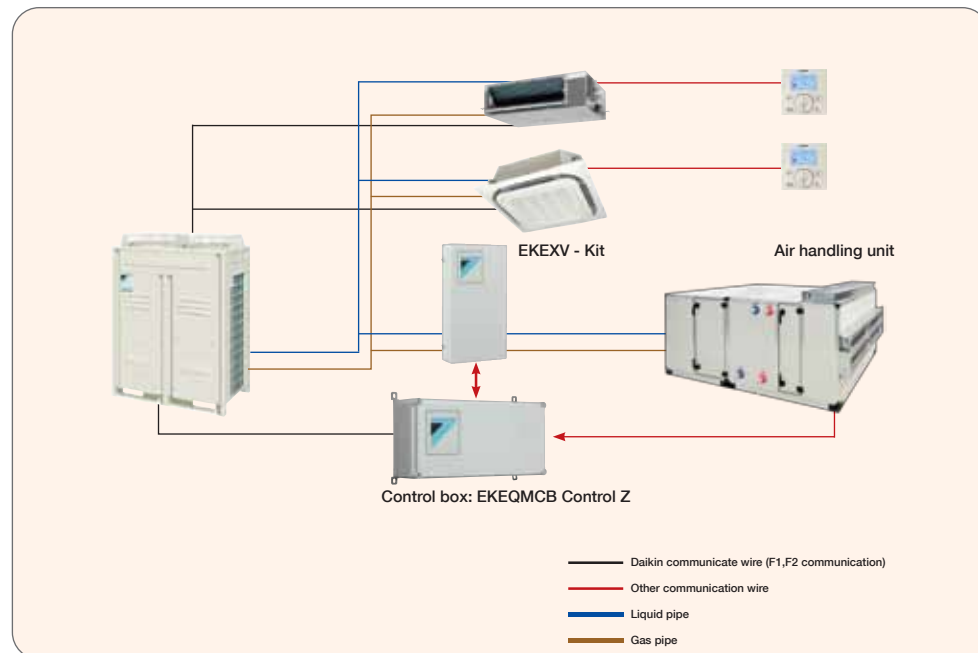 EKEXV - Kit
Air handling unit
Control box: EKEQMCB Control Z
Daikin communicate wire (F1,F2 communication)
Other communication wire
Liquid pipe
Gas pipe